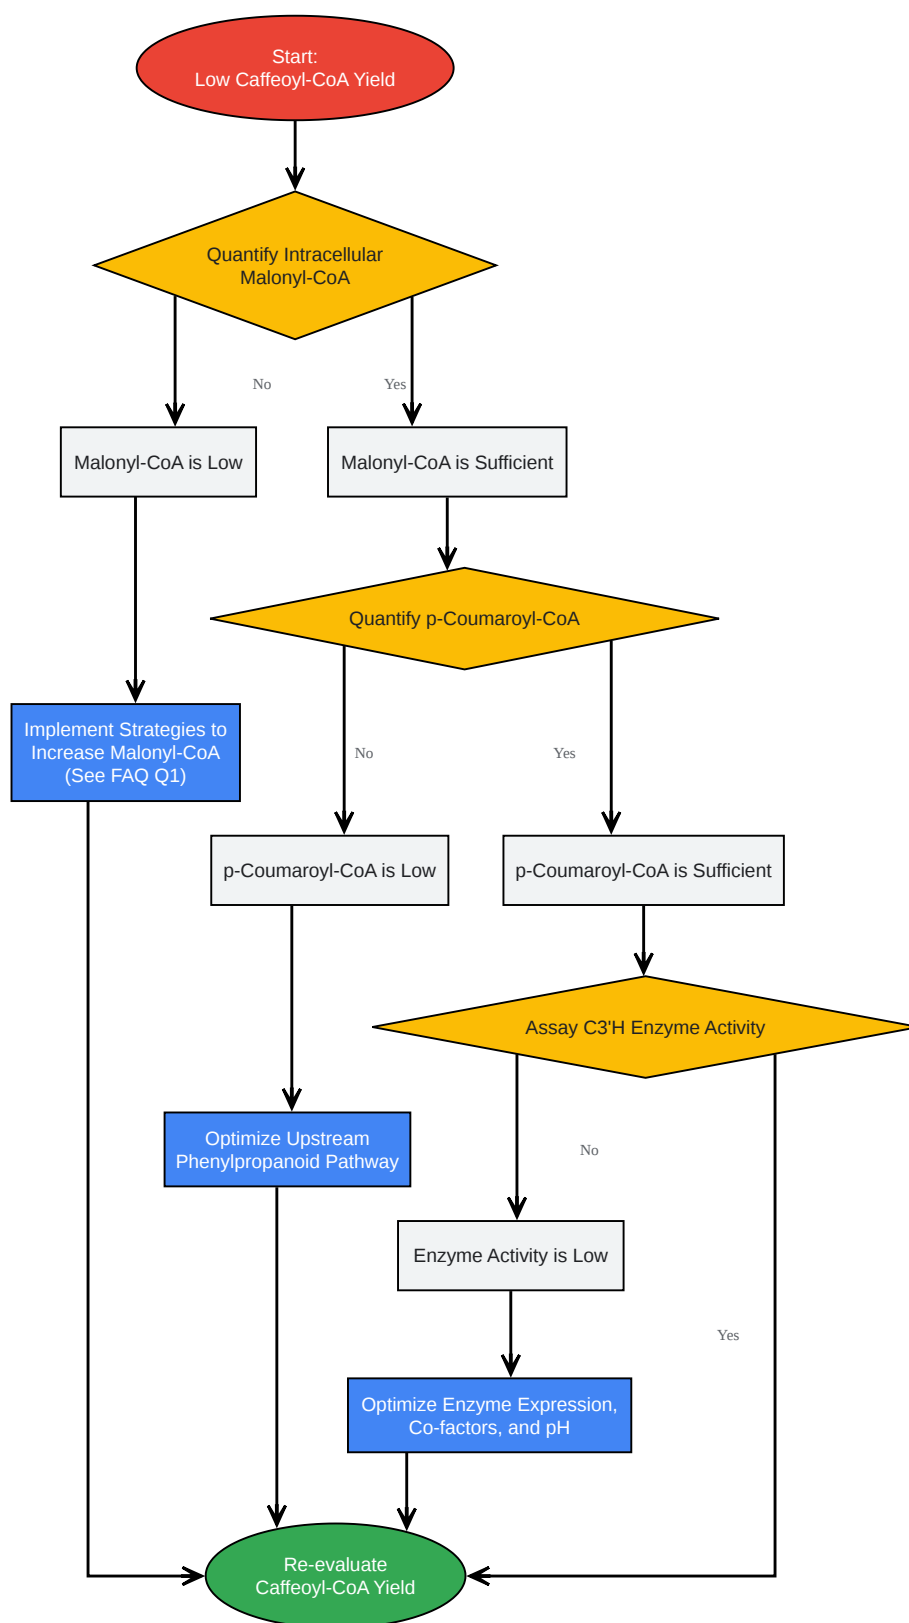 Start:
Low Caffeoyl-CoA Yield
Quantify Intracellular
Malonyl-CoA
No
Yes
Malonyl-CoA is Low
Malonyl-CoA is Sufficient
Quantify p-Coumaroyl-CoA
Implement Strategies to
Increase Malonyl-CoA
(See FAQ Q1)
No
Yes
p-Coumaroyl-CoA is Low
p-Coumaroyl-CoA is Sufficient
Assay C3'H Enzyme Activity
Optimize Upstream
Phenylpropanoid Pathway
No
Enzyme Activity is Low
Yes
Optimize Enzyme Expression,
Co-factors, and pH
Re-evaluate
Caffeoyl-CoA Yield